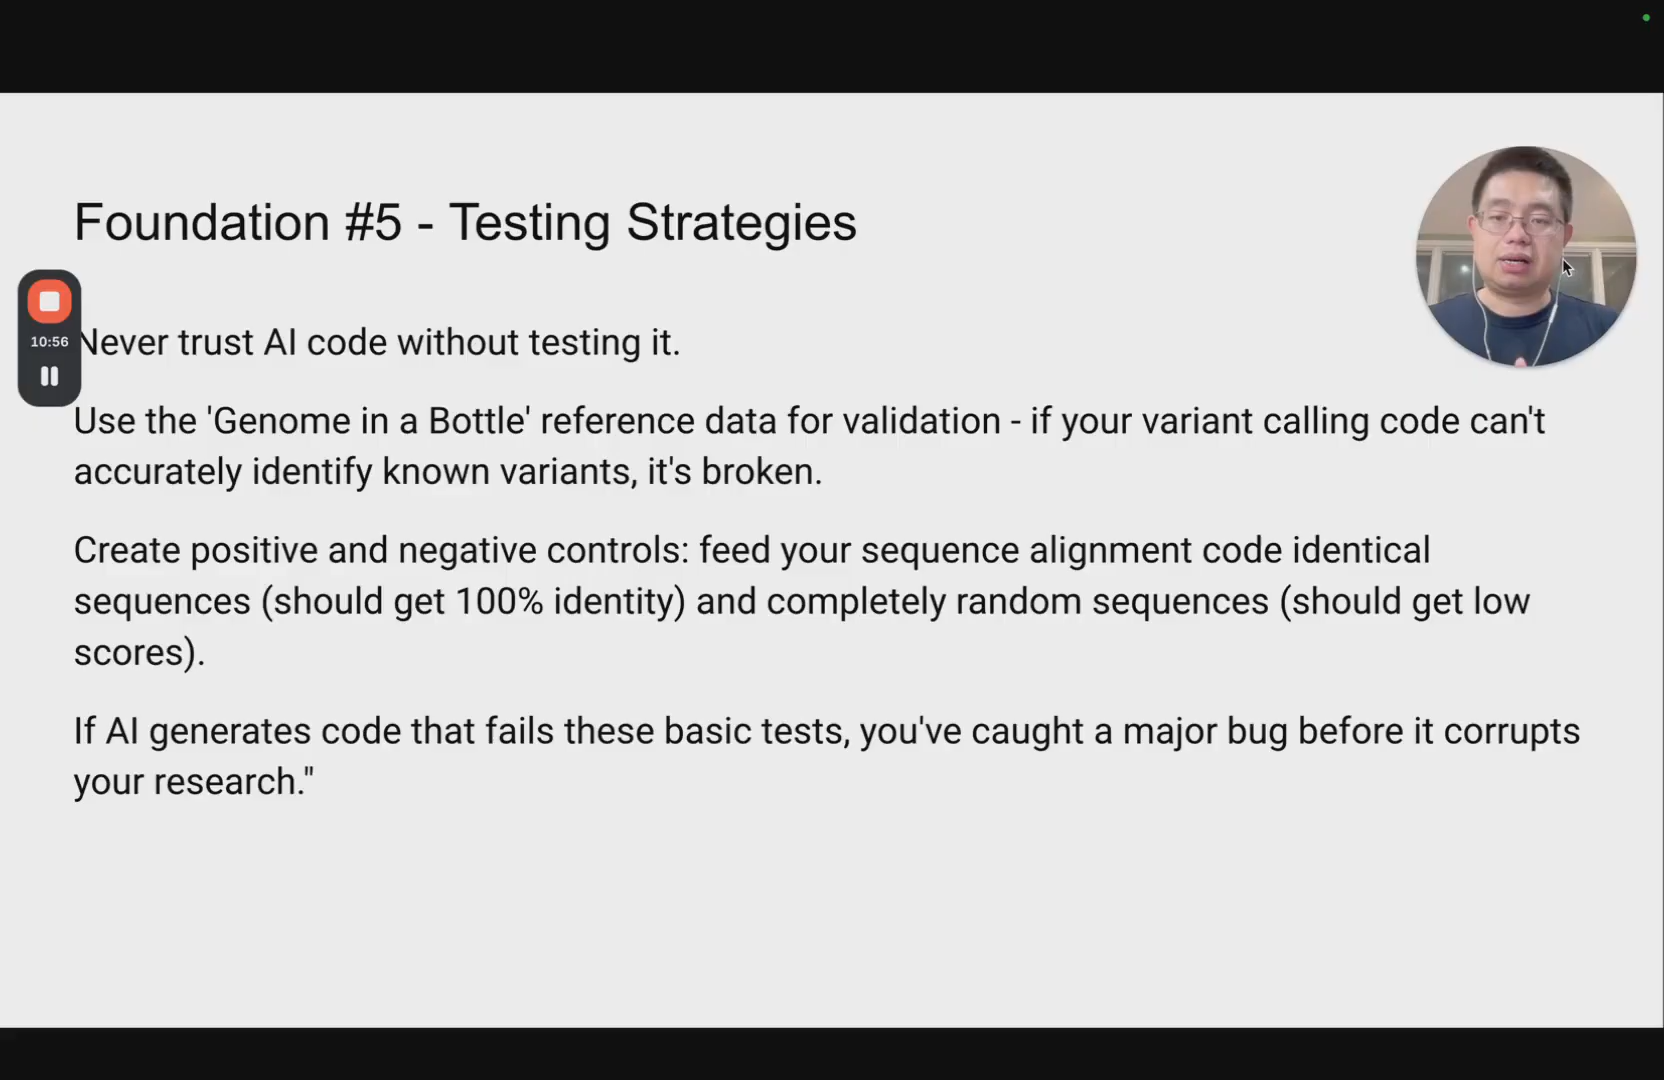 Foundation #5 - Testing Strategies
10:56
Never trust AI code without testing it.
Use the 'Genome in a Bottle' reference data for validation - if your variant calling code can't
accurately identify known variants, it's broken.
Create positive and negative controls: feed your sequence alignment code identical
sequences (should get 100% identity) and completely random sequences (should get low
scores).
If AI generates code that fails these basic tests, you've caught a major bug before it corrupts
your research."